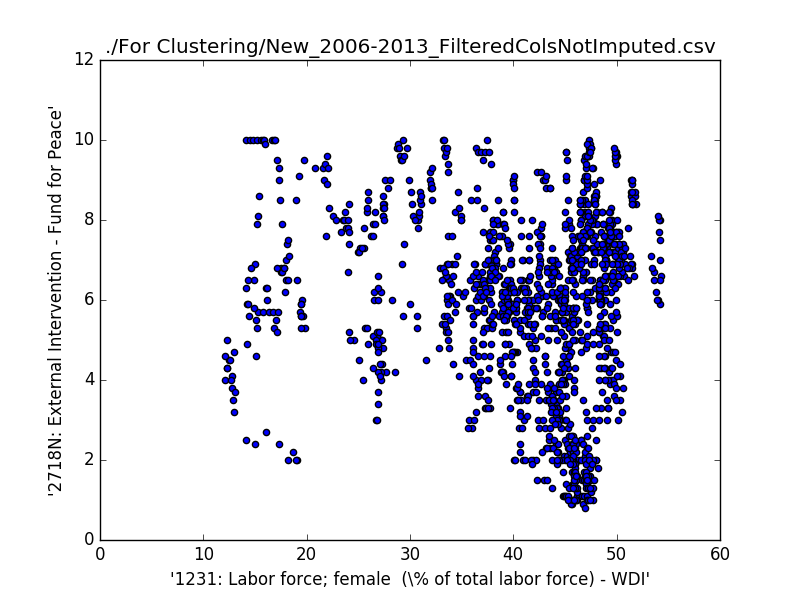 ./For Clustering/New_2006-2013_FilteredColsNotImputed.csv
'2718N: External Intervention - Fund for Peace'
12
10
8
6
4
2
0
0 10 20 30 40 50 60
'1231: Labor force; female  (\% of total labor force) - WDI'